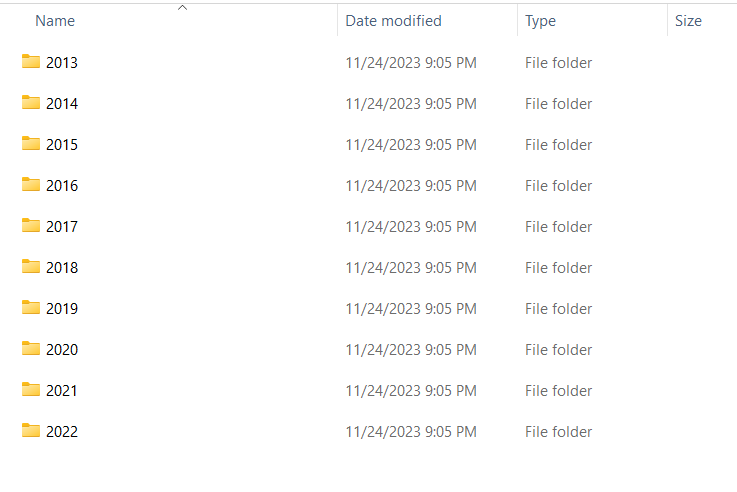 Name Date modified Type Size
2013 11/24/2023 9:05 PM File folder
2014 11/24/2023 9:05 PM File folder
2015 11/24/2023 9:05 PM File folder
2016 11/24/2023 9:05 PM File folder
2017 11/24/2023 9:05 PM File folder
2018 11/24/2023 9:05 PM File folder
2019 11/24/2023 9:05 PM File folder
2020 11/24/2023 9:05 PM File folder
2021 11/24/2023 9:05 PM File folder
2022 11/24/2023 9:05 PM File folder